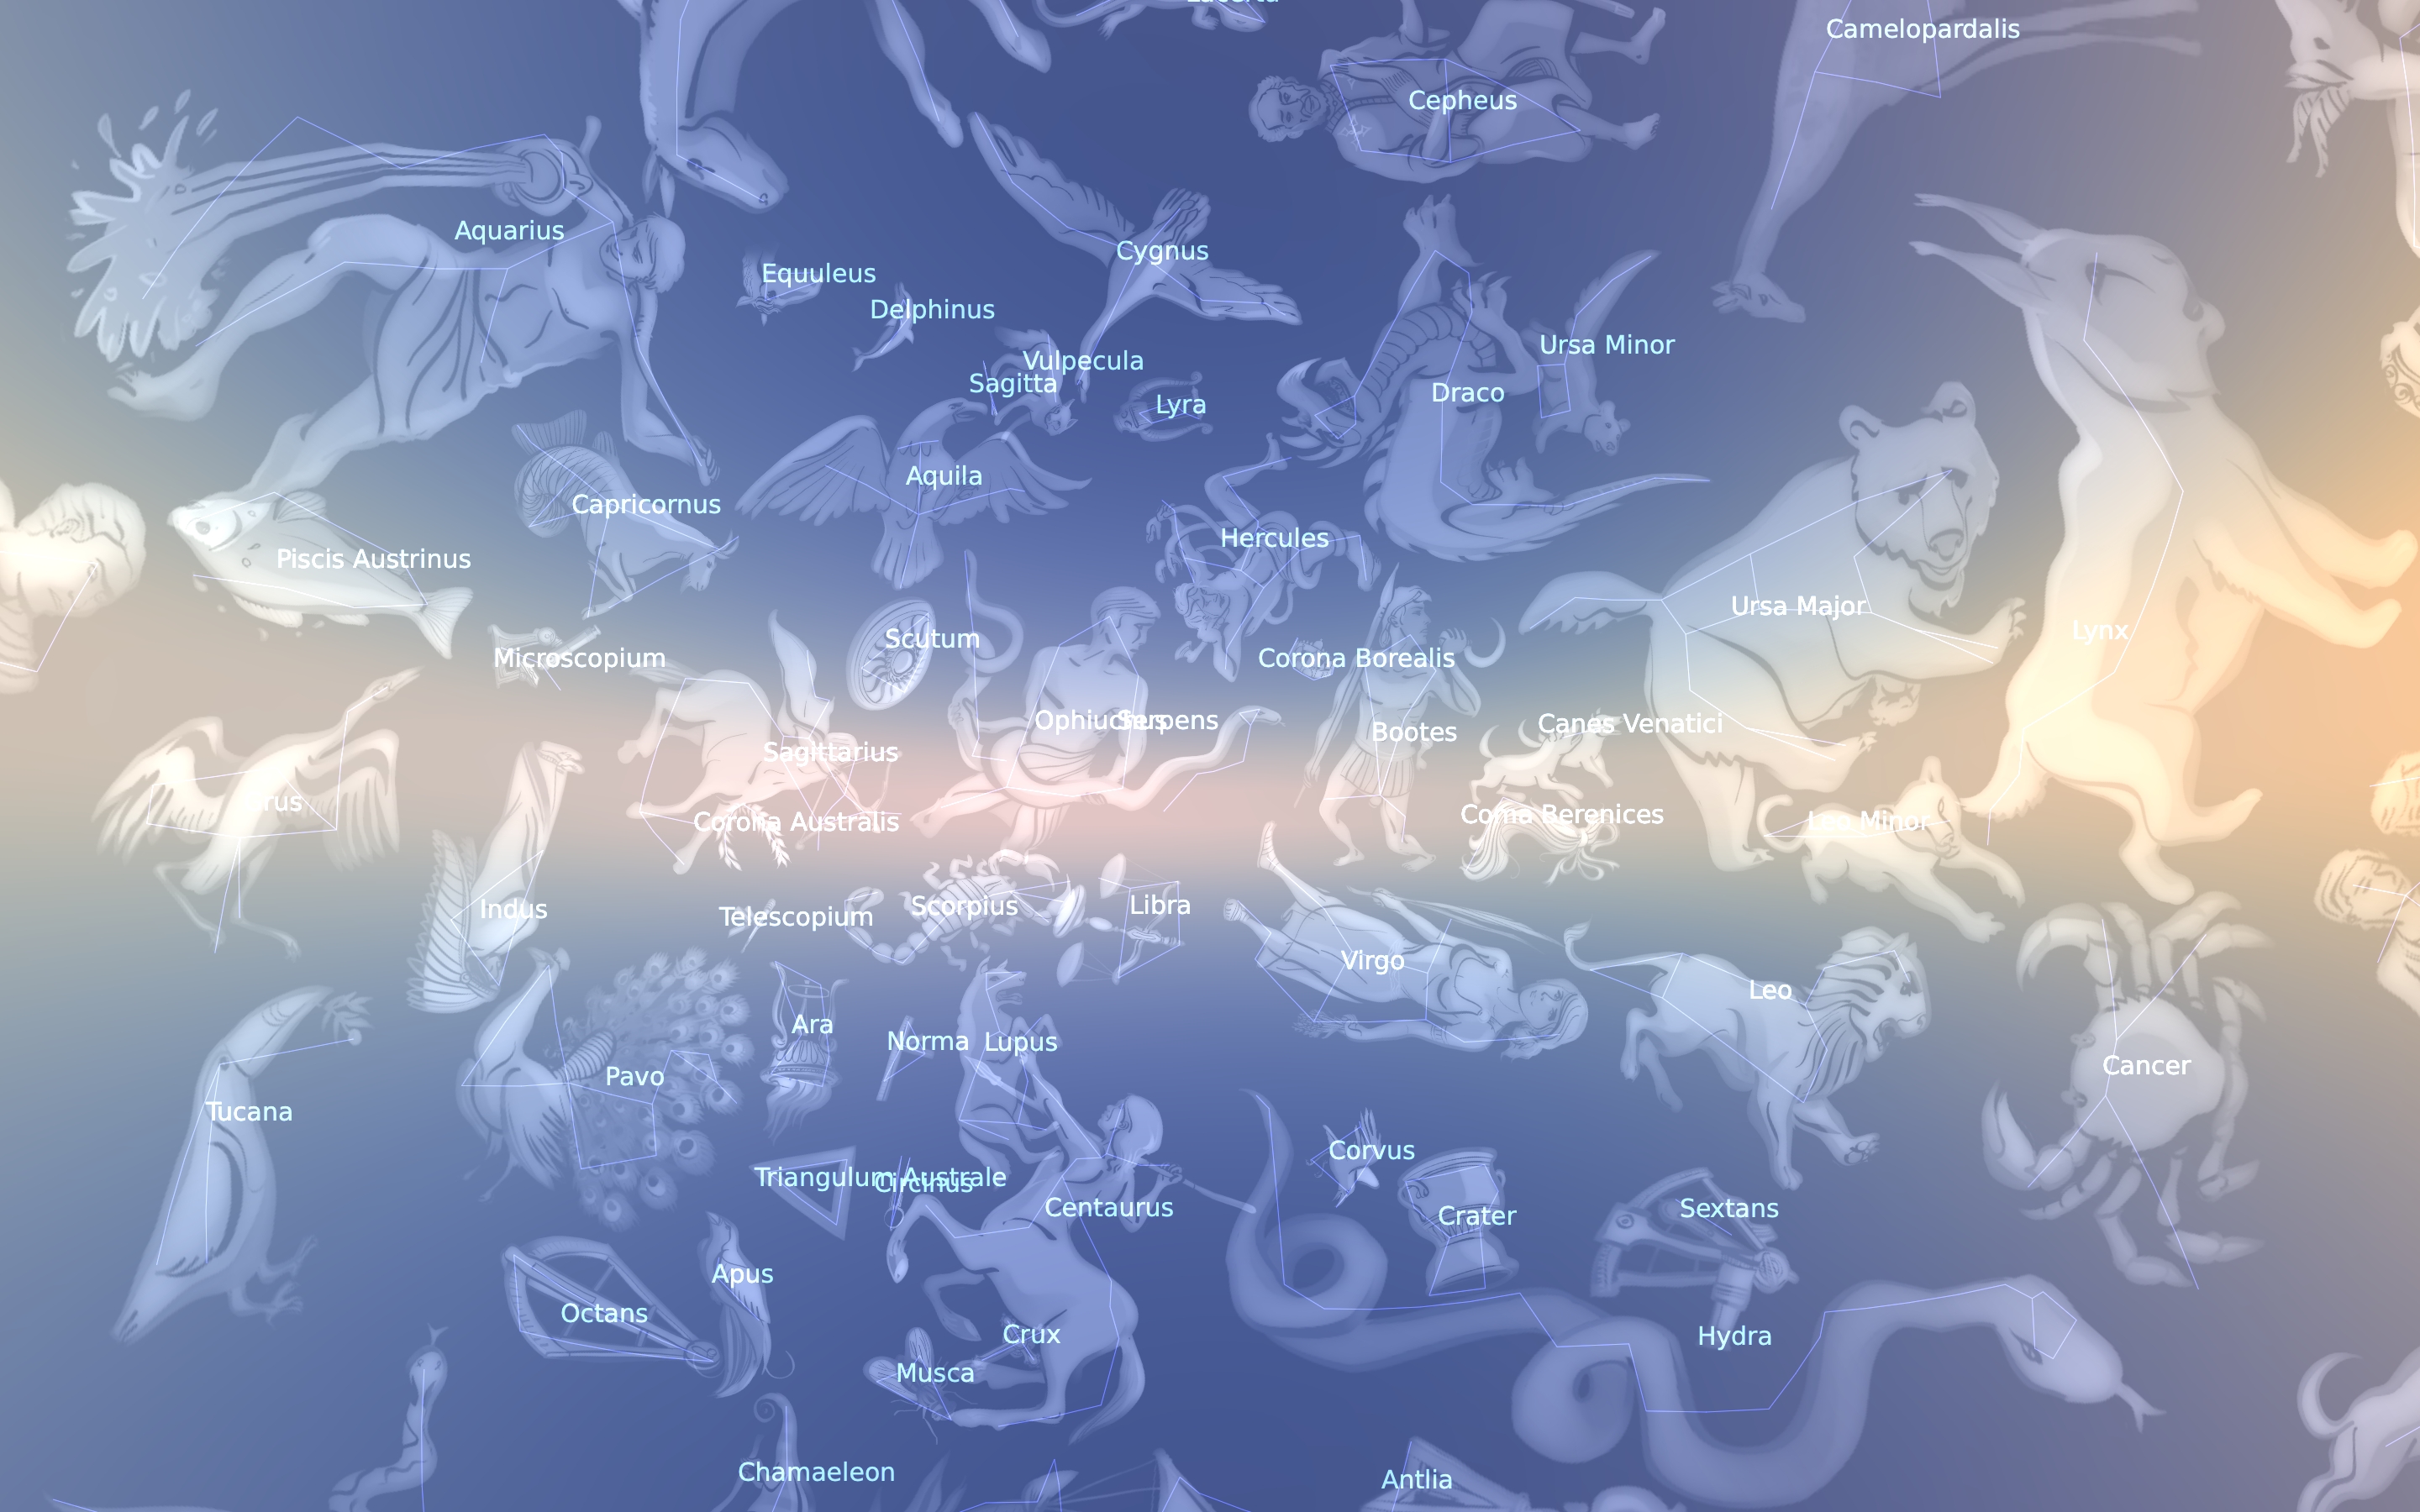 Camelopardalis
Cepheus
Aquarius
Cygnus
Equuleus
Delphinus
Ursa Minor
Vulpecula
Sagitta
Draco
Lyra
Aquila
Capricornus
Hercules
Piscis Austrinus
Ursa Major
Lynx
Scutum
Microscopium
Corona Borealis
Ophiuchus
Serpens
Canes Venatici
Bootes
Sagittarius
Coma Berenices
Corona Australis
Leo Minor
Indus
Telescopium
Scorpius
Libra
Virgo
Leo
Ara
Norma
Lupus
Cancer
Pavo
Tucana
Corvus
Triangulum Australe
Circinus
Centaurus
Crater
Sextans
Apus
Octans
Crux
Hydra
Musca
Chamaeleon
Antlia